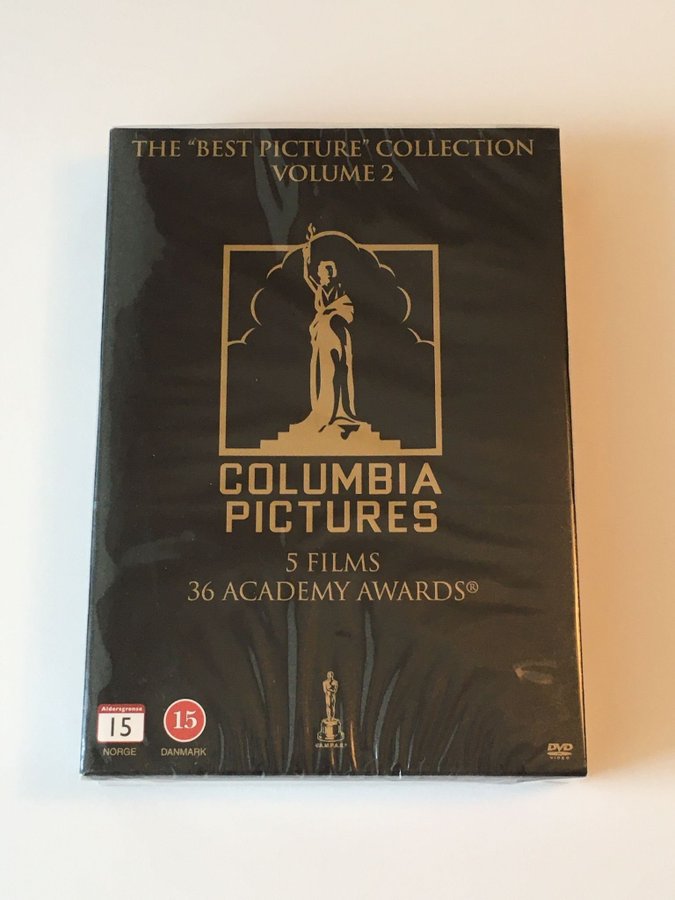 THE "BEST PICTURE" COLLECTION
VOLUME 2
COLUMBIA
PICTURES
5 FILMS
36 ACADEMY AWARDS®
Aldersgrense
15
NORGE
15
DANMARK
"A.M.P.A.S."®
DVD
VIDEO